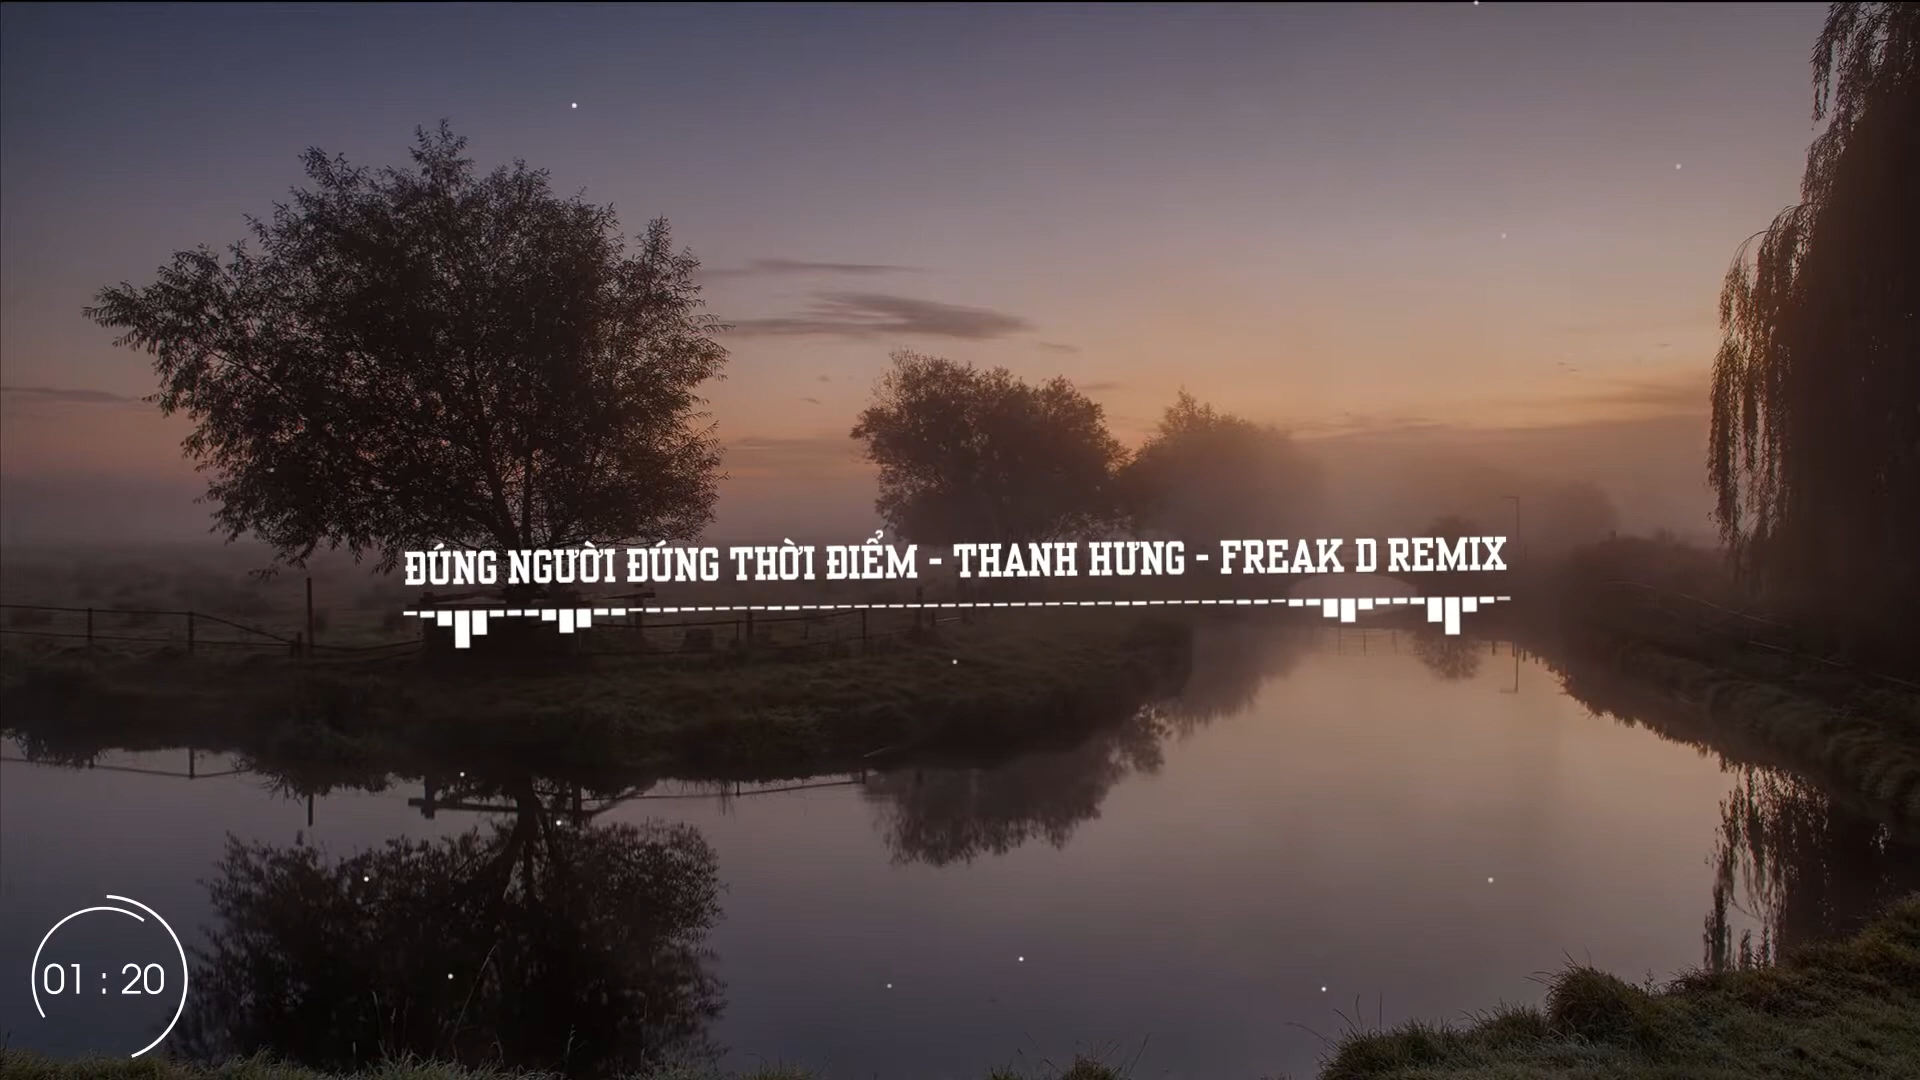 ĐÚNG NGƯỜI ĐÚNG THỜI ĐIỂM - THANH HƯNG - FREAK D REMIX
01 : 20